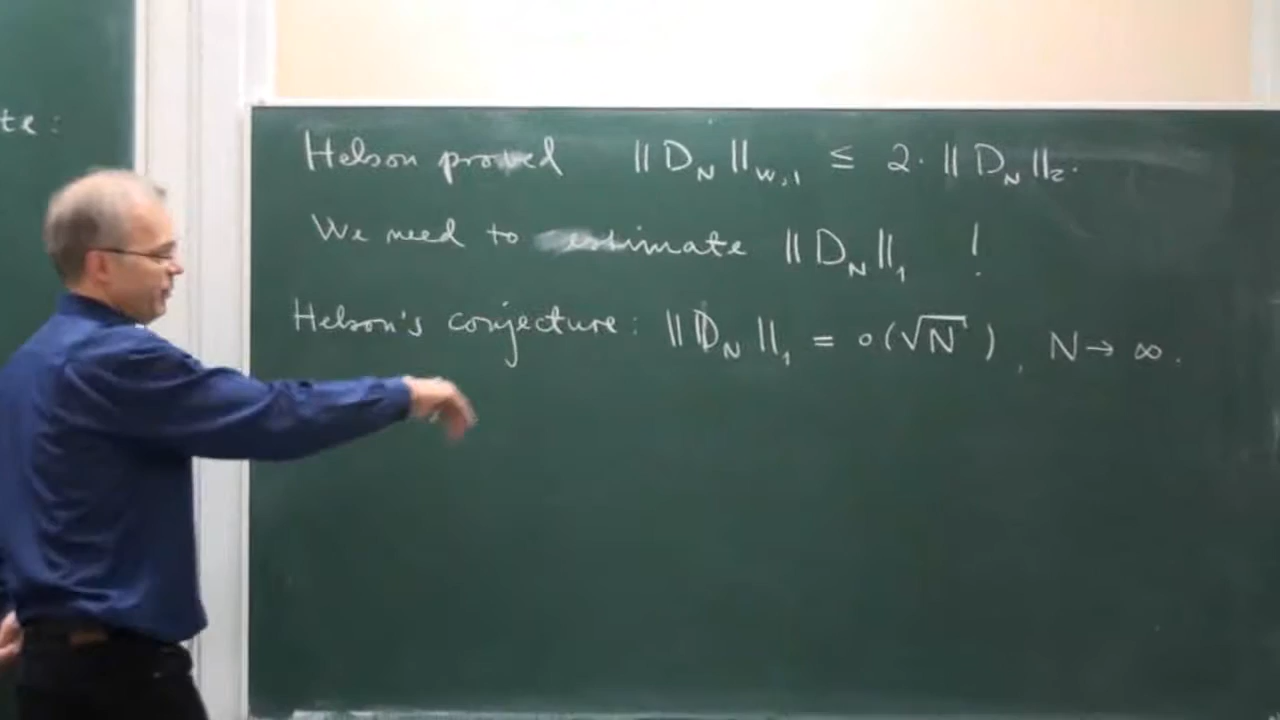 te:
Helson proved ‖D_N‖_{w,1} ≤ 2·‖D_N‖_2.
We need to estimate ‖D_N‖_1 !
Helson's conjecture: ‖D_N‖_1 = o(√N), N→∞.